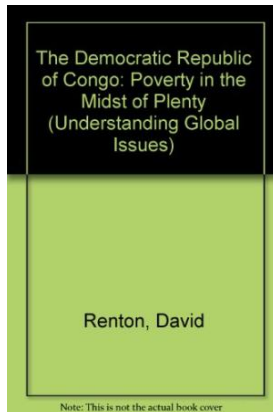 The Democratic Republic
of Congo: Poverty in the
Midst of Plenty
(Understanding Global
Issues)
Renton, David
Note: This is not the actual book cover